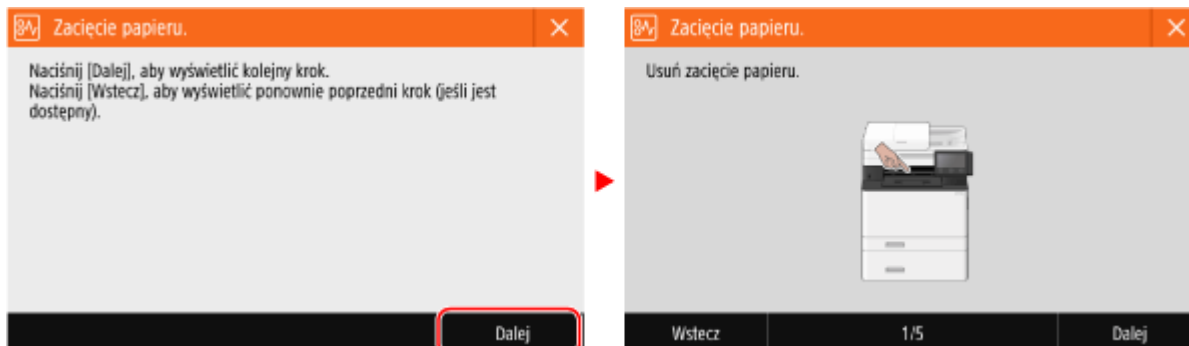 Zacięcie papieru.
Naciśnij [Dalej], aby wyświetlić kolejny krok.
Naciśnij [Wstecz], aby wyświetlić ponownie poprzedni krok (jeśli jest
dostępny).
Dalej
Zacięcie papieru.
Usuń zacięcie papieru.
Wstecz 1/5 Dalej